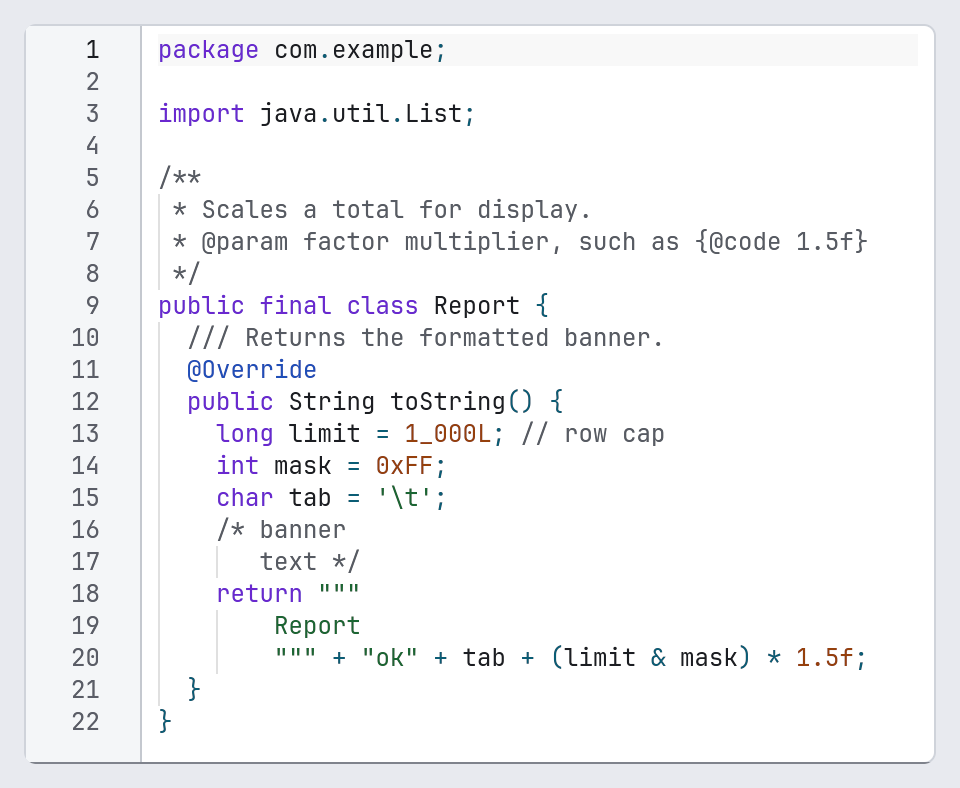 1 package com.example;
2
3 import java.util.List;
4
5 /**
6  * Scales a total for display.
7  * @param factor multiplier, such as {@code 1.5f}
8  */
9 public final class Report {
10   /// Returns the formatted banner.
11   @Override
12   public String toString() {
13     long limit = 1_000L; // row cap
14     int mask = 0xFF;
15     char tab = '\t';
16     /* banner
17        text */
18     return """
19         Report
20         """ + "ok" + tab + (limit & mask) * 1.5f;
21   }
22 }